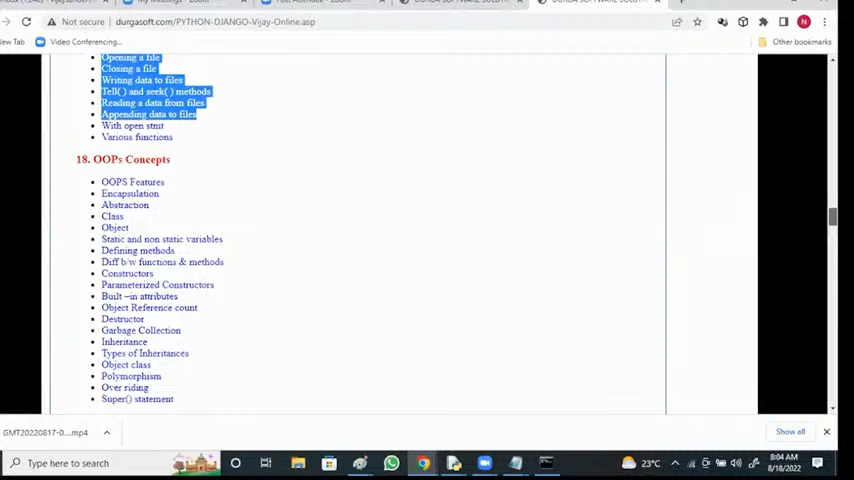 Not secure
durgasoft.com/PYTHON-DJANGO-Vijay-Online.asp
N
New Tab
Video Conferencing...
Other bookmarks
Opening a file
Closing a file
Writing data to files
Tell( ) and seek( ) methods
Reading a data from files
Appending data to files
With open stmt
Various functions
18. OOPs Concepts
OOPS Features
Encapsulation
Abstraction
Class
Object
Static and non static variables
Defining methods
Diff b/w functions & methods
Constructors
Parameterized Constructors
Built –in attributes
Object Reference count
Destructor
Garbage Collection
Inheritance
Types of Inheritances
Object class
Polymorphism
Over riding
Super() statement
GMT20220817-0....mp4
Show all
Type here to search
23°C
8:04 AM
8/18/2022